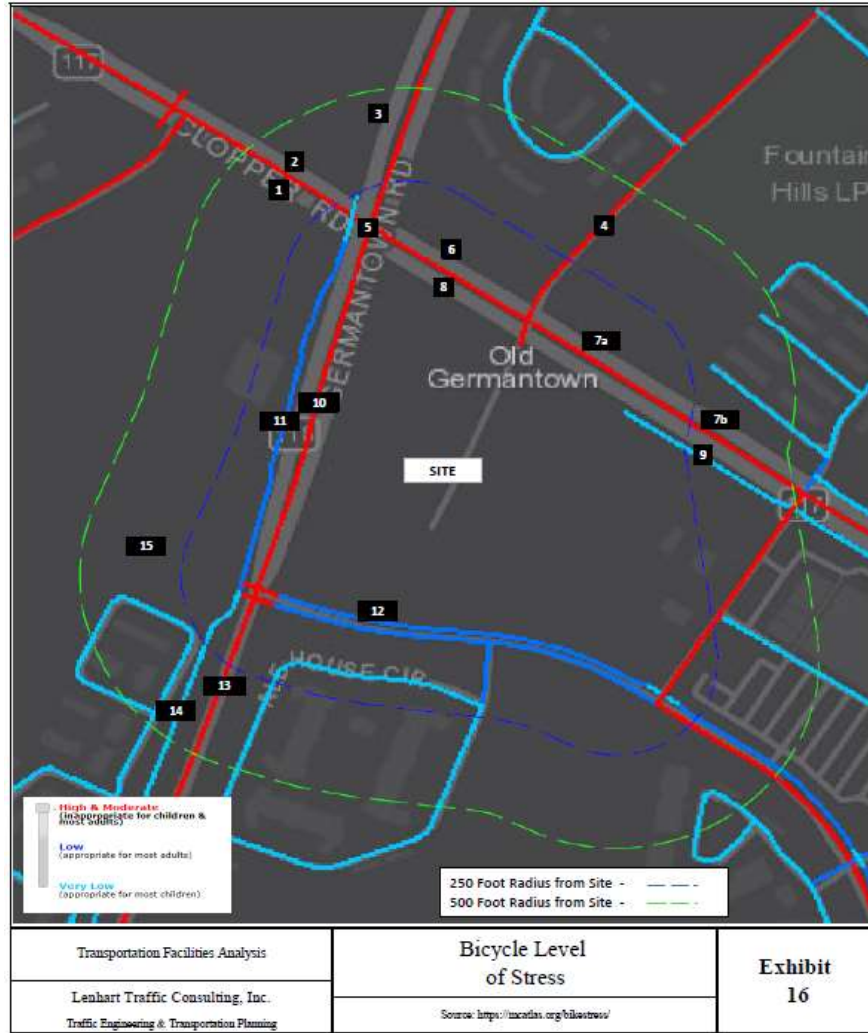 117
3
2
CLOPPER RD
1
Fountain
Hills LP
4
5
6
GERMANTOWN RD
8
7a
Old
Germantown
10
11
7b
9
SITE
117
15
12
HOUSE CIR
13
14
High & Moderate
(inappropriate for children &
most adults)
Low
(appropriate for most adults)
Very Low
(appropriate for most children)
250 Foot Radius from Site -
500 Foot Radius from Site -
Transportation Facilities Analysis
Lenhart Traffic Consulting, Inc.
Traffic Engineering & Transportation Planning
Bicycle Level
of Stress
Source: https://mcatlas.org/bikestress/
Exhibit
16